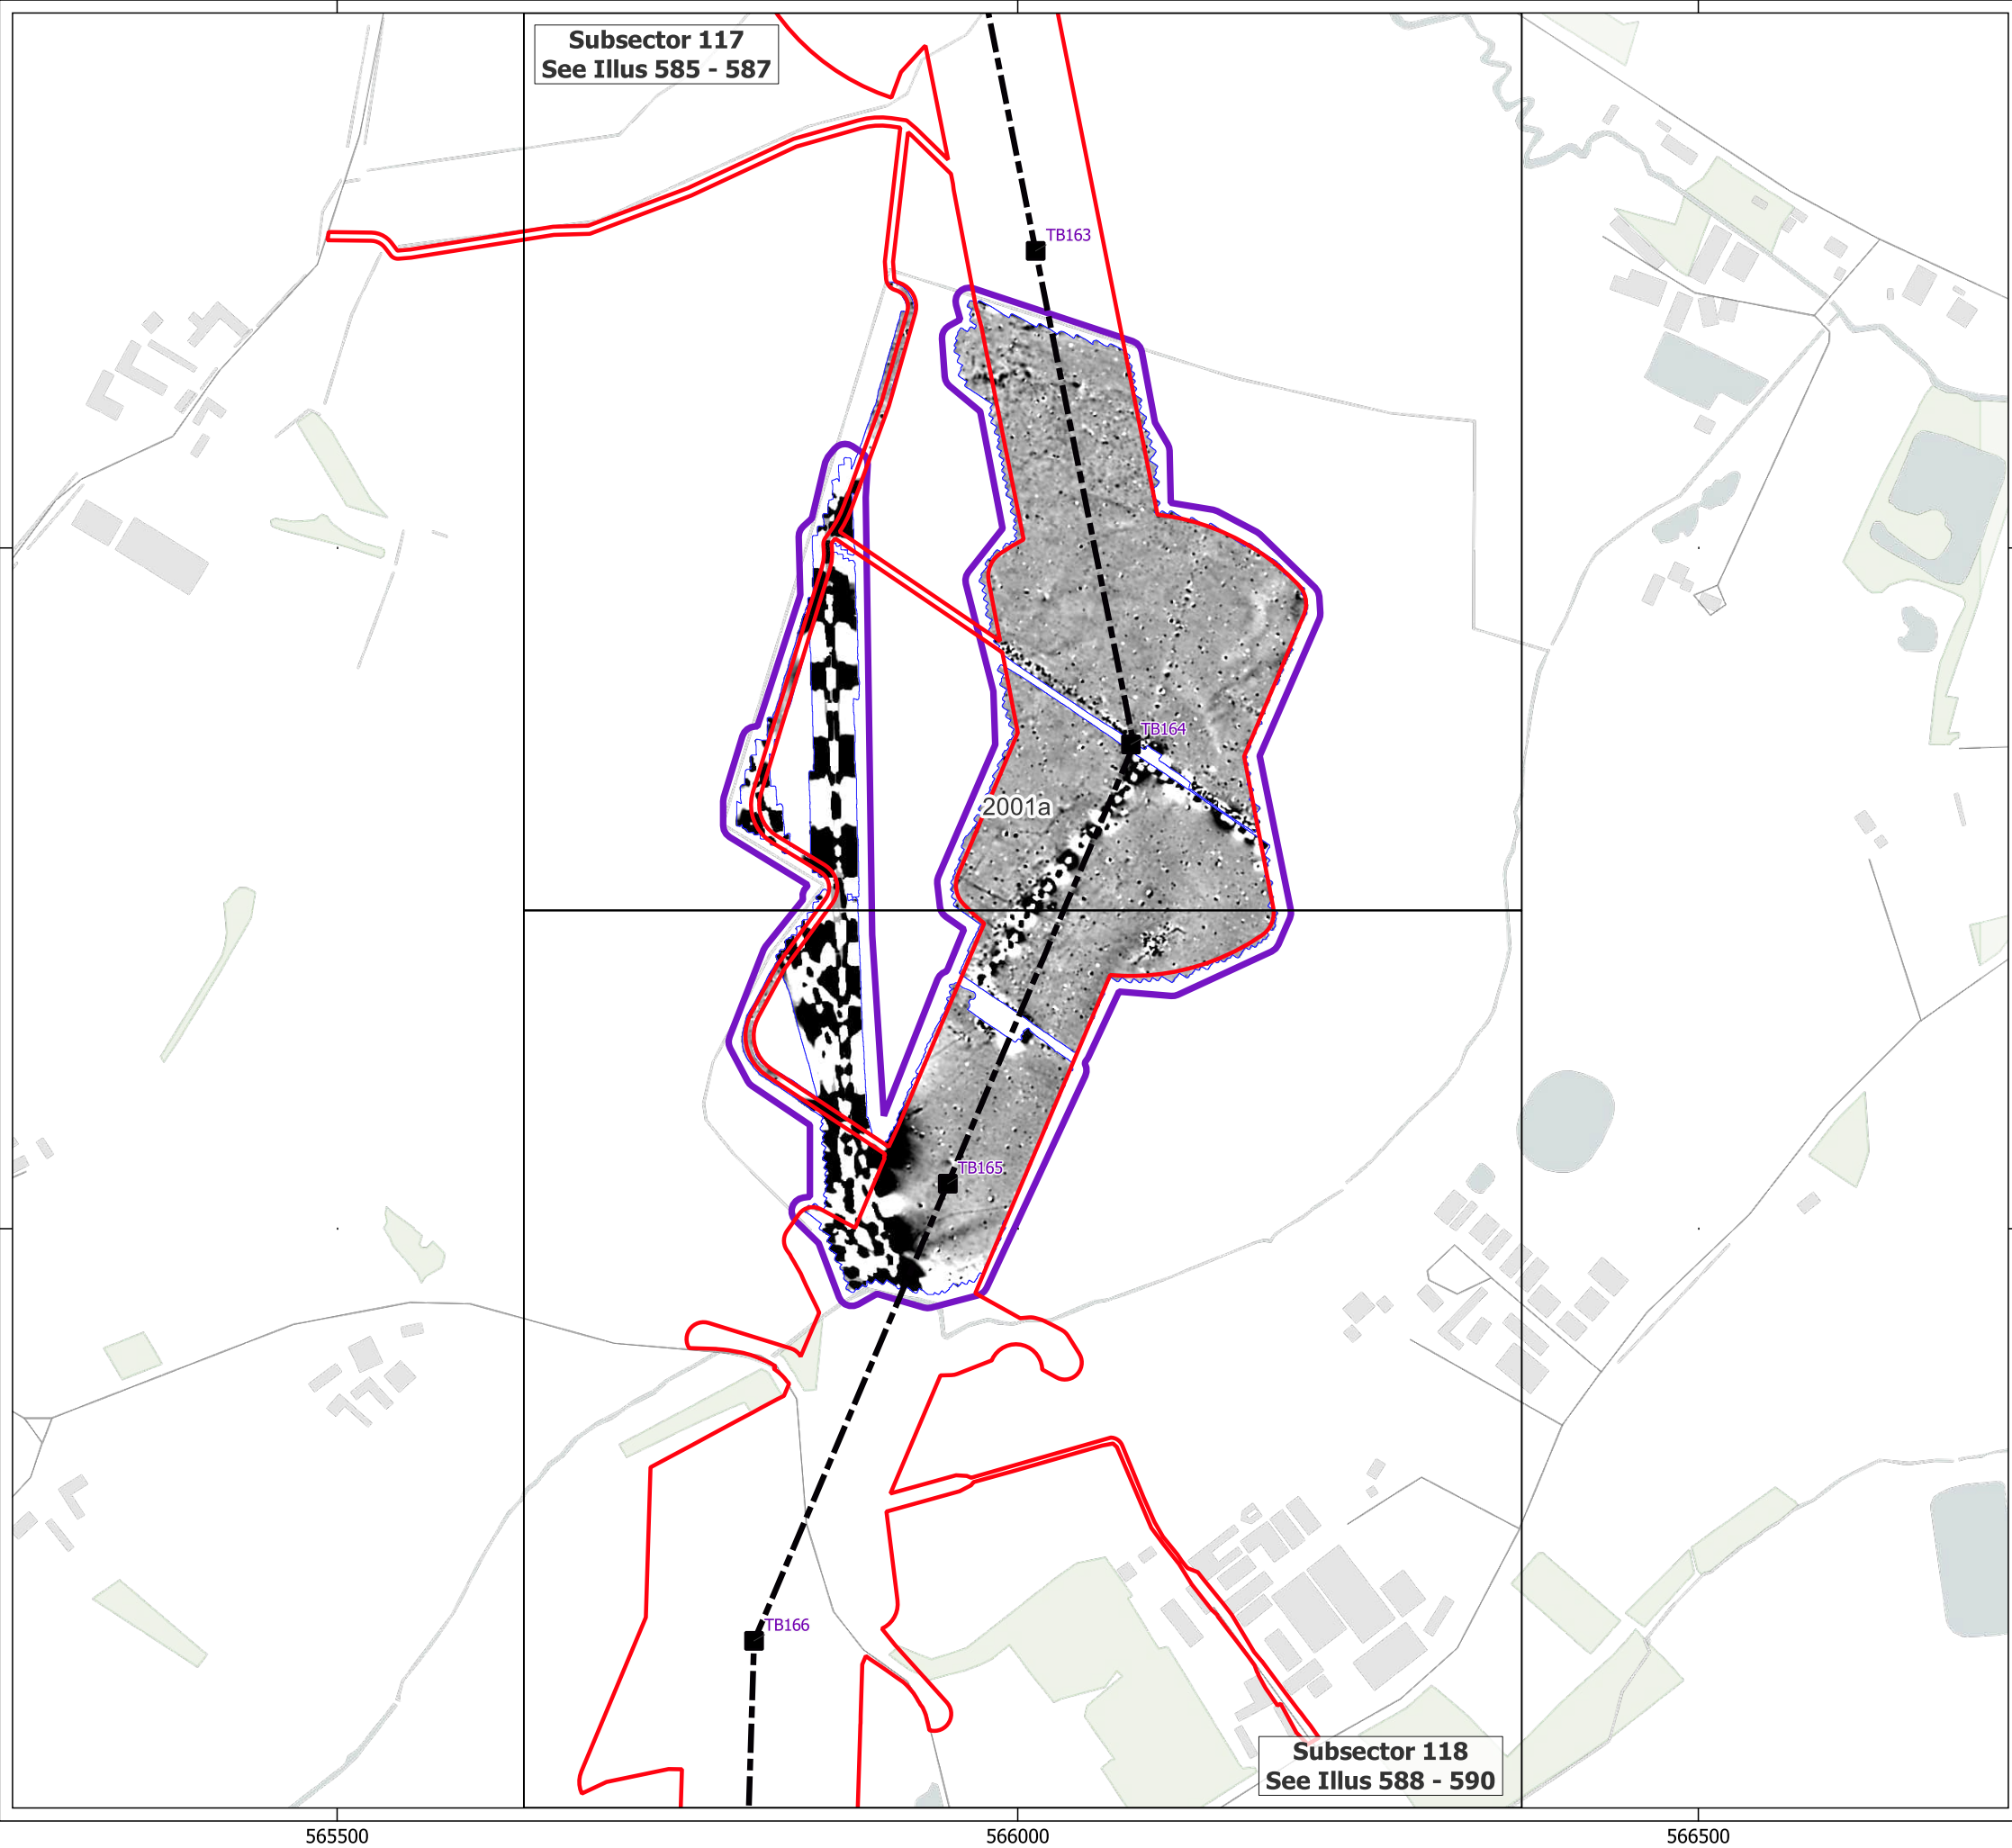 Subsector 117
See Illus 585 - 587
TB163
TB164
2001a
TB165
TB166
Subsector 118
See Illus 588 - 590
565500
566000
566500